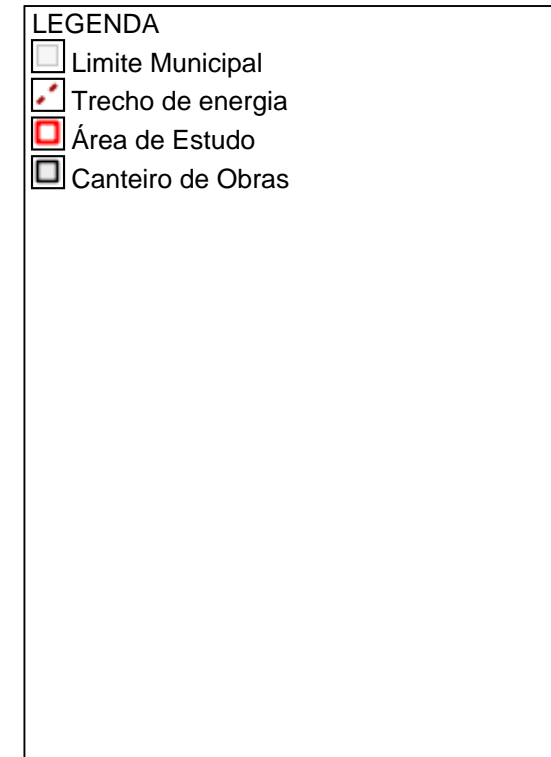 LEGENDA
Limite Municipal
Trecho de energia
Área de Estudo
Canteiro de Obras